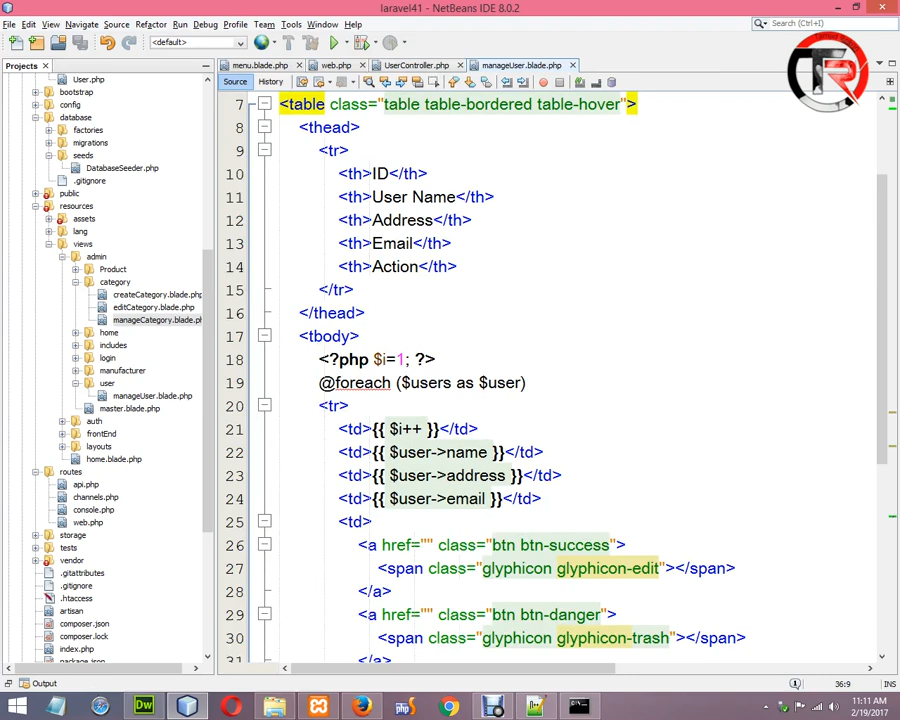 laravel41 - NetBeans IDE 8.0.2
File Edit View Navigate Source Refactor Run Debug Profile Team Tools Window Help
Search (Ctrl+I)
<default>
Projects
menu.blade.php
web.php
UserController.php
manageUser.blade.php
Source
History
User.php
bootstrap
config
database
factories
migrations
seeds
DatabaseSeeder.php
.gitignore
public
resources
assets
lang
views
admin
Product
category
createCategory.blade.php
editCategory.blade.php
manageCategory.blade.ph
home
includes
login
manufacturer
user
manageUser.blade.php
master.blade.php
auth
frontEnd
layouts
home.blade.php
routes
api.php
channels.php
console.php
web.php
storage
tests
vendor
.gitattributes
.gitignore
.htaccess
artisan
composer.json
composer.lock
index.php
package.json
7 <table class="table table-bordered table-hover">
8 <thead>
9 <tr>
10 <th>ID</th>
11 <th>User Name</th>
12 <th>Address</th>
13 <th>Email</th>
14 <th>Action</th>
15 </tr>
16 </thead>
17 <tbody>
18 <?php $i=1; ?>
19 @foreach ($users as $user)
20 <tr>
21 <td>{{ $i++ }}</td>
22 <td>{{ $user->name }}</td>
23 <td>{{ $user->address }}</td>
24 <td>{{ $user->email }}</td>
25 <td>
26 <a href="" class="btn btn-success">
27 <span class="glyphicon glyphicon-edit"></span>
28 </a>
29 <a href="" class="btn btn-danger">
30 <span class="glyphicon glyphicon-trash"></span>
31 </a>
Output
36:9
INS
Dw
php
11:11 AM
2/19/2017